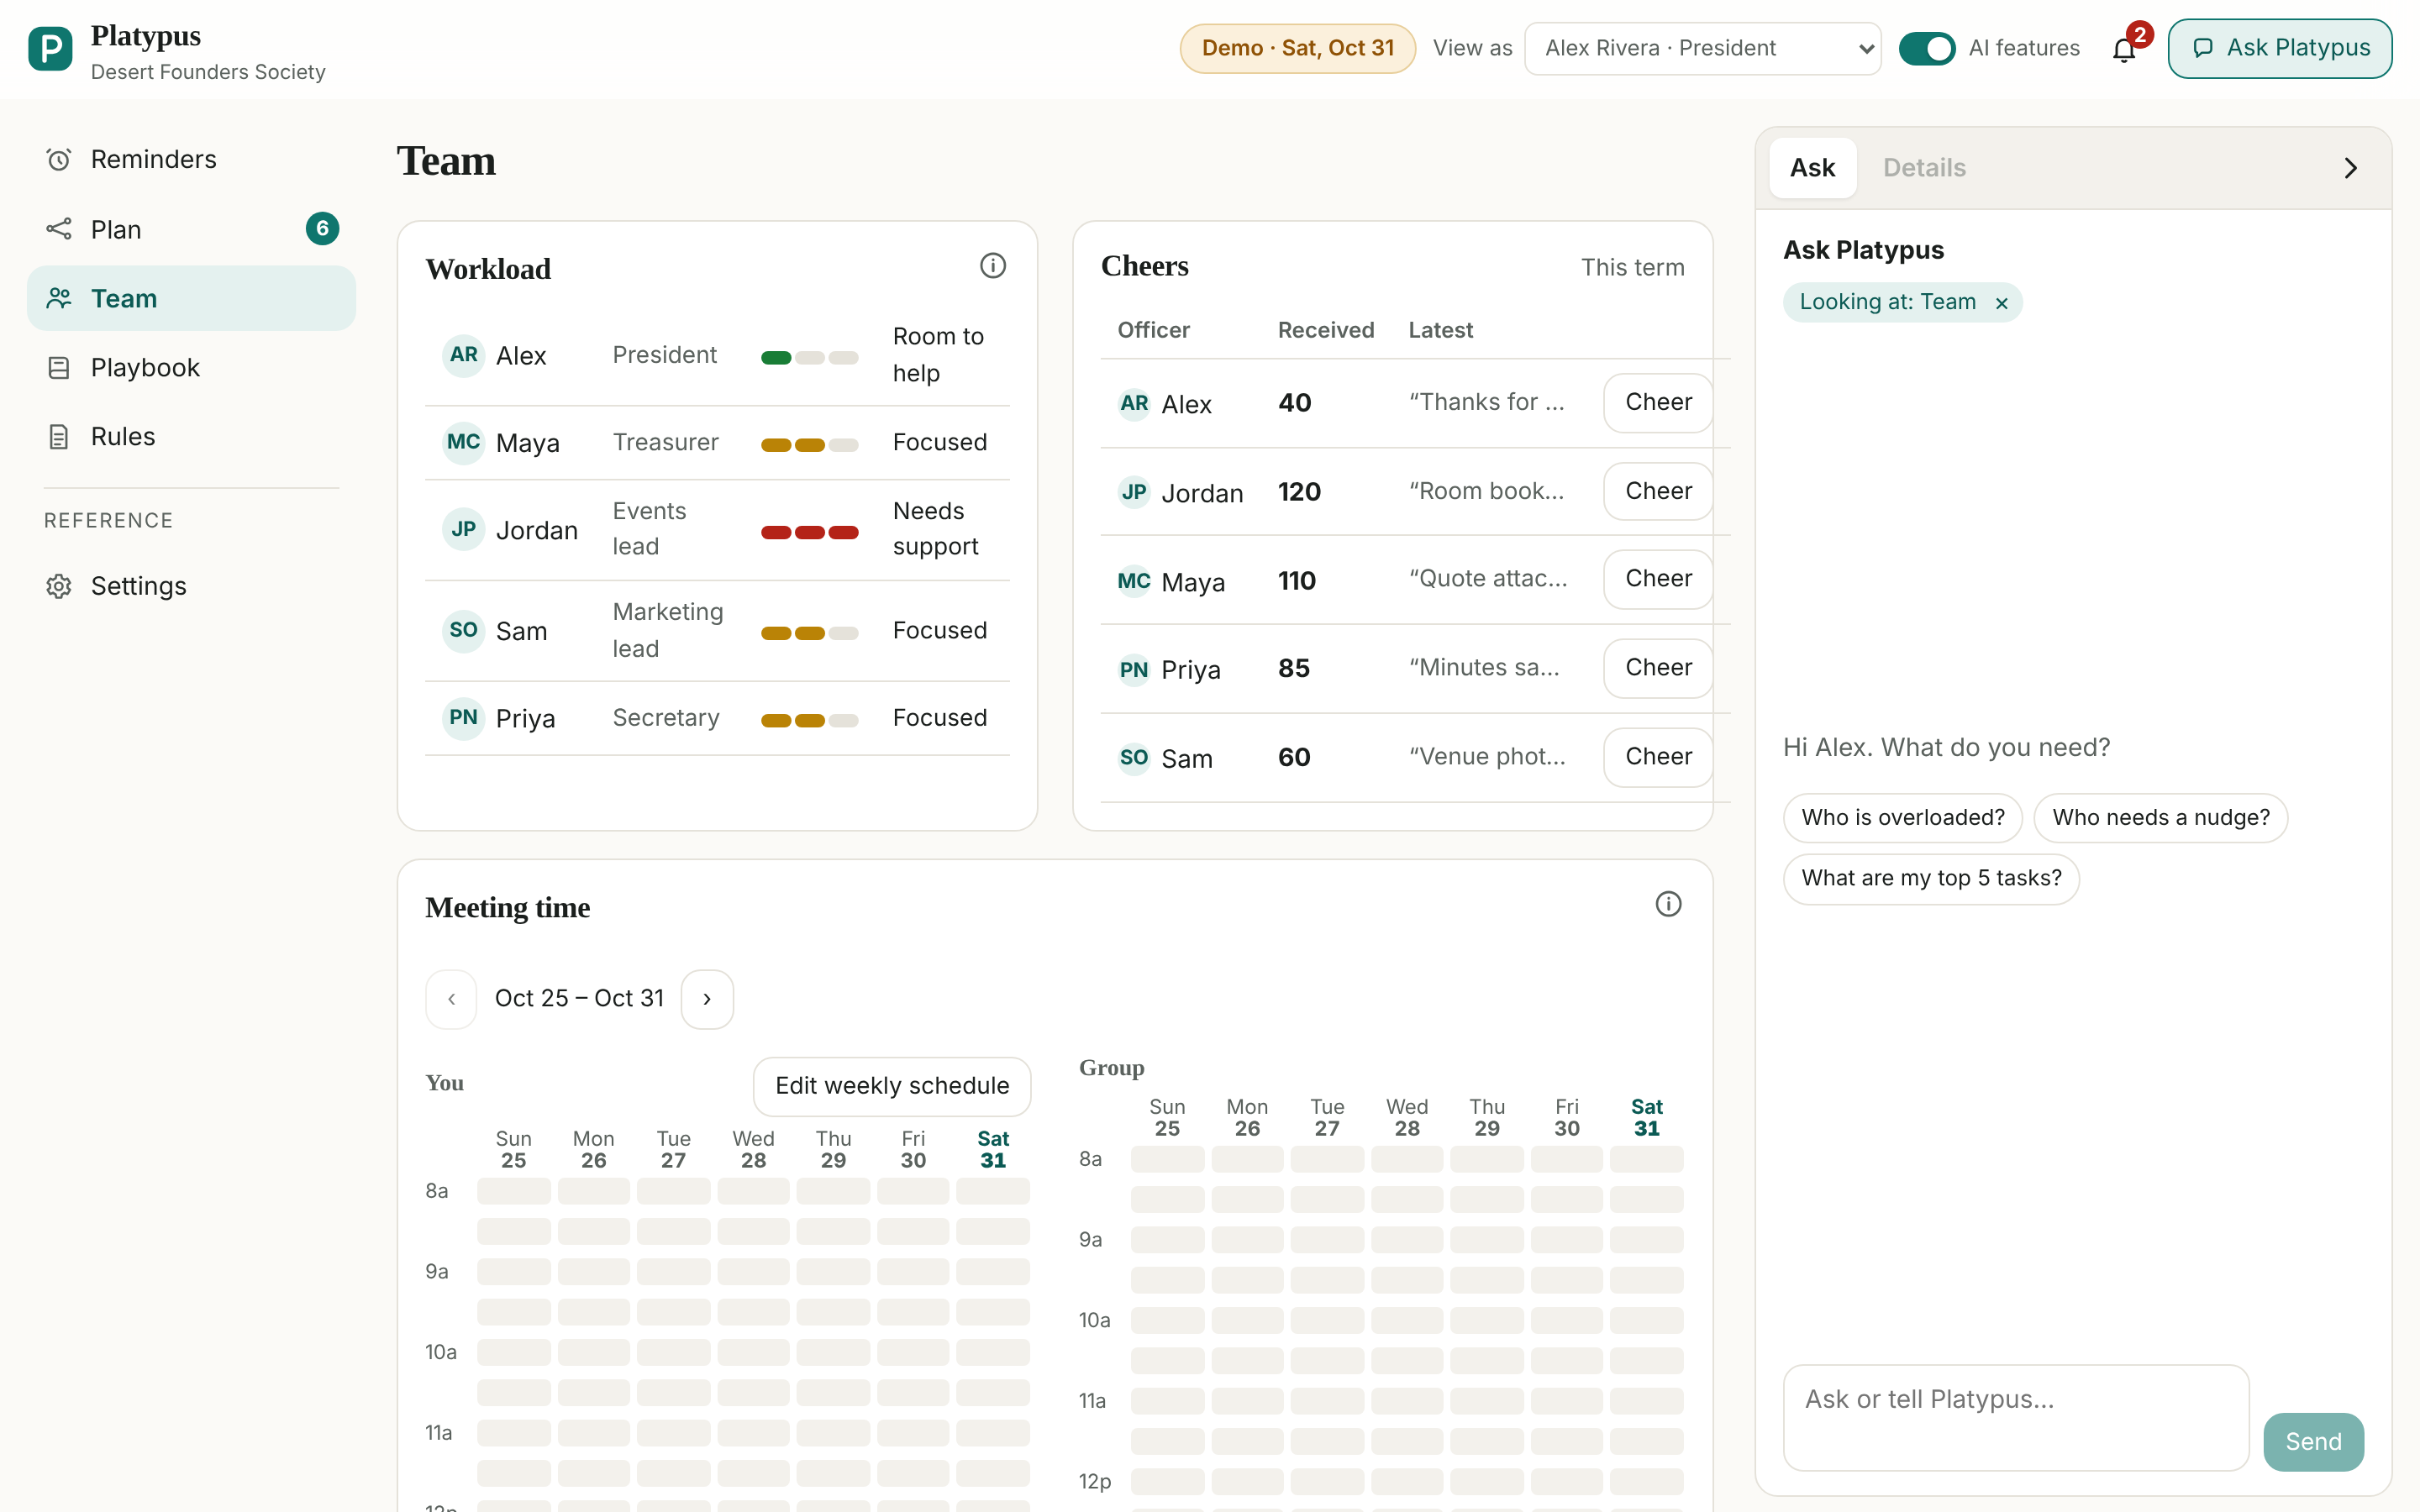 P
Platypus
Desert Founders Society
Demo · Sat, Oct 31
View as
Alex Rivera · President
AI features
2
Ask Platypus
Reminders
Plan
6
Team
Playbook
Rules
REFERENCE
Settings
Team
Workload
AR Alex President Room to
help
MC Maya Treasurer Focused
JP Jordan Events
lead Needs
support
SO Sam Marketing
lead Focused
PN Priya Secretary Focused
Cheers This term
Officer Received Latest
AR Alex 40 “Thanks for ... Cheer
JP Jordan 120 “Room book... Cheer
MC Maya 110 “Quote attac... Cheer
PN Priya 85 “Minutes sa... Cheer
SO Sam 60 “Venue phot... Cheer
Meeting time
‹ Oct 25 – Oct 31 ›
You
Edit weekly schedule
Sun Mon Tue Wed Thu Fri Sat
25 26 27 28 29 30 31
8a
9a
10a
11a
Group
Sun Mon Tue Wed Thu Fri Sat
25 26 27 28 29 30 31
8a
9a
10a
11a
12p
Ask Details
Ask Platypus
Looking at: Team ×
Hi Alex. What do you need?
Who is overloaded? Who needs a nudge?
What are my top 5 tasks?
Ask or tell Platypus...
Send